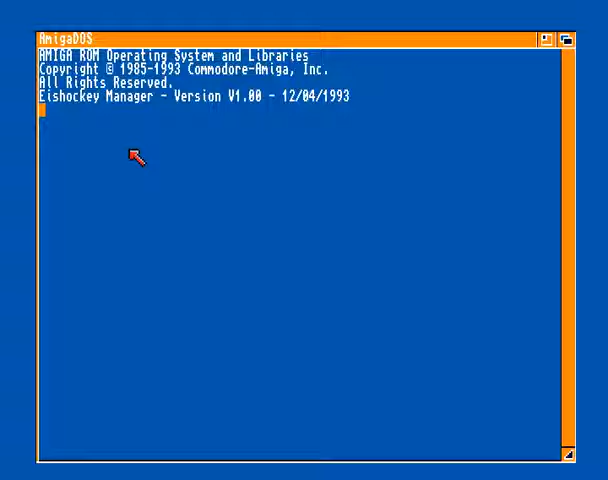 AmigaDOS
AMIGA ROM Operating System and Libraries
Copyright © 1985-1993 Commodore-Amiga, Inc.
All Rights Reserved.
Eishockey Manager - Version V1.00 - 12/04/1993